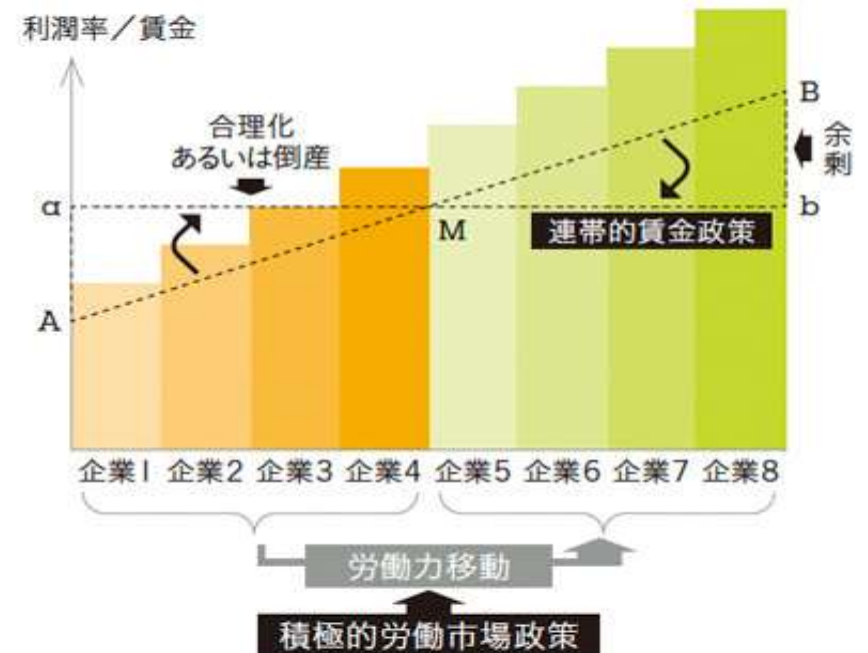 利潤率／賃金
合理化
あるいは倒産
B
余
剰
a
M
b
連帯的賃金政策
A
企業1 企業2 企業3 企業4 企業5 企業6 企業7 企業8
労働力移動
積極的労働市場政策